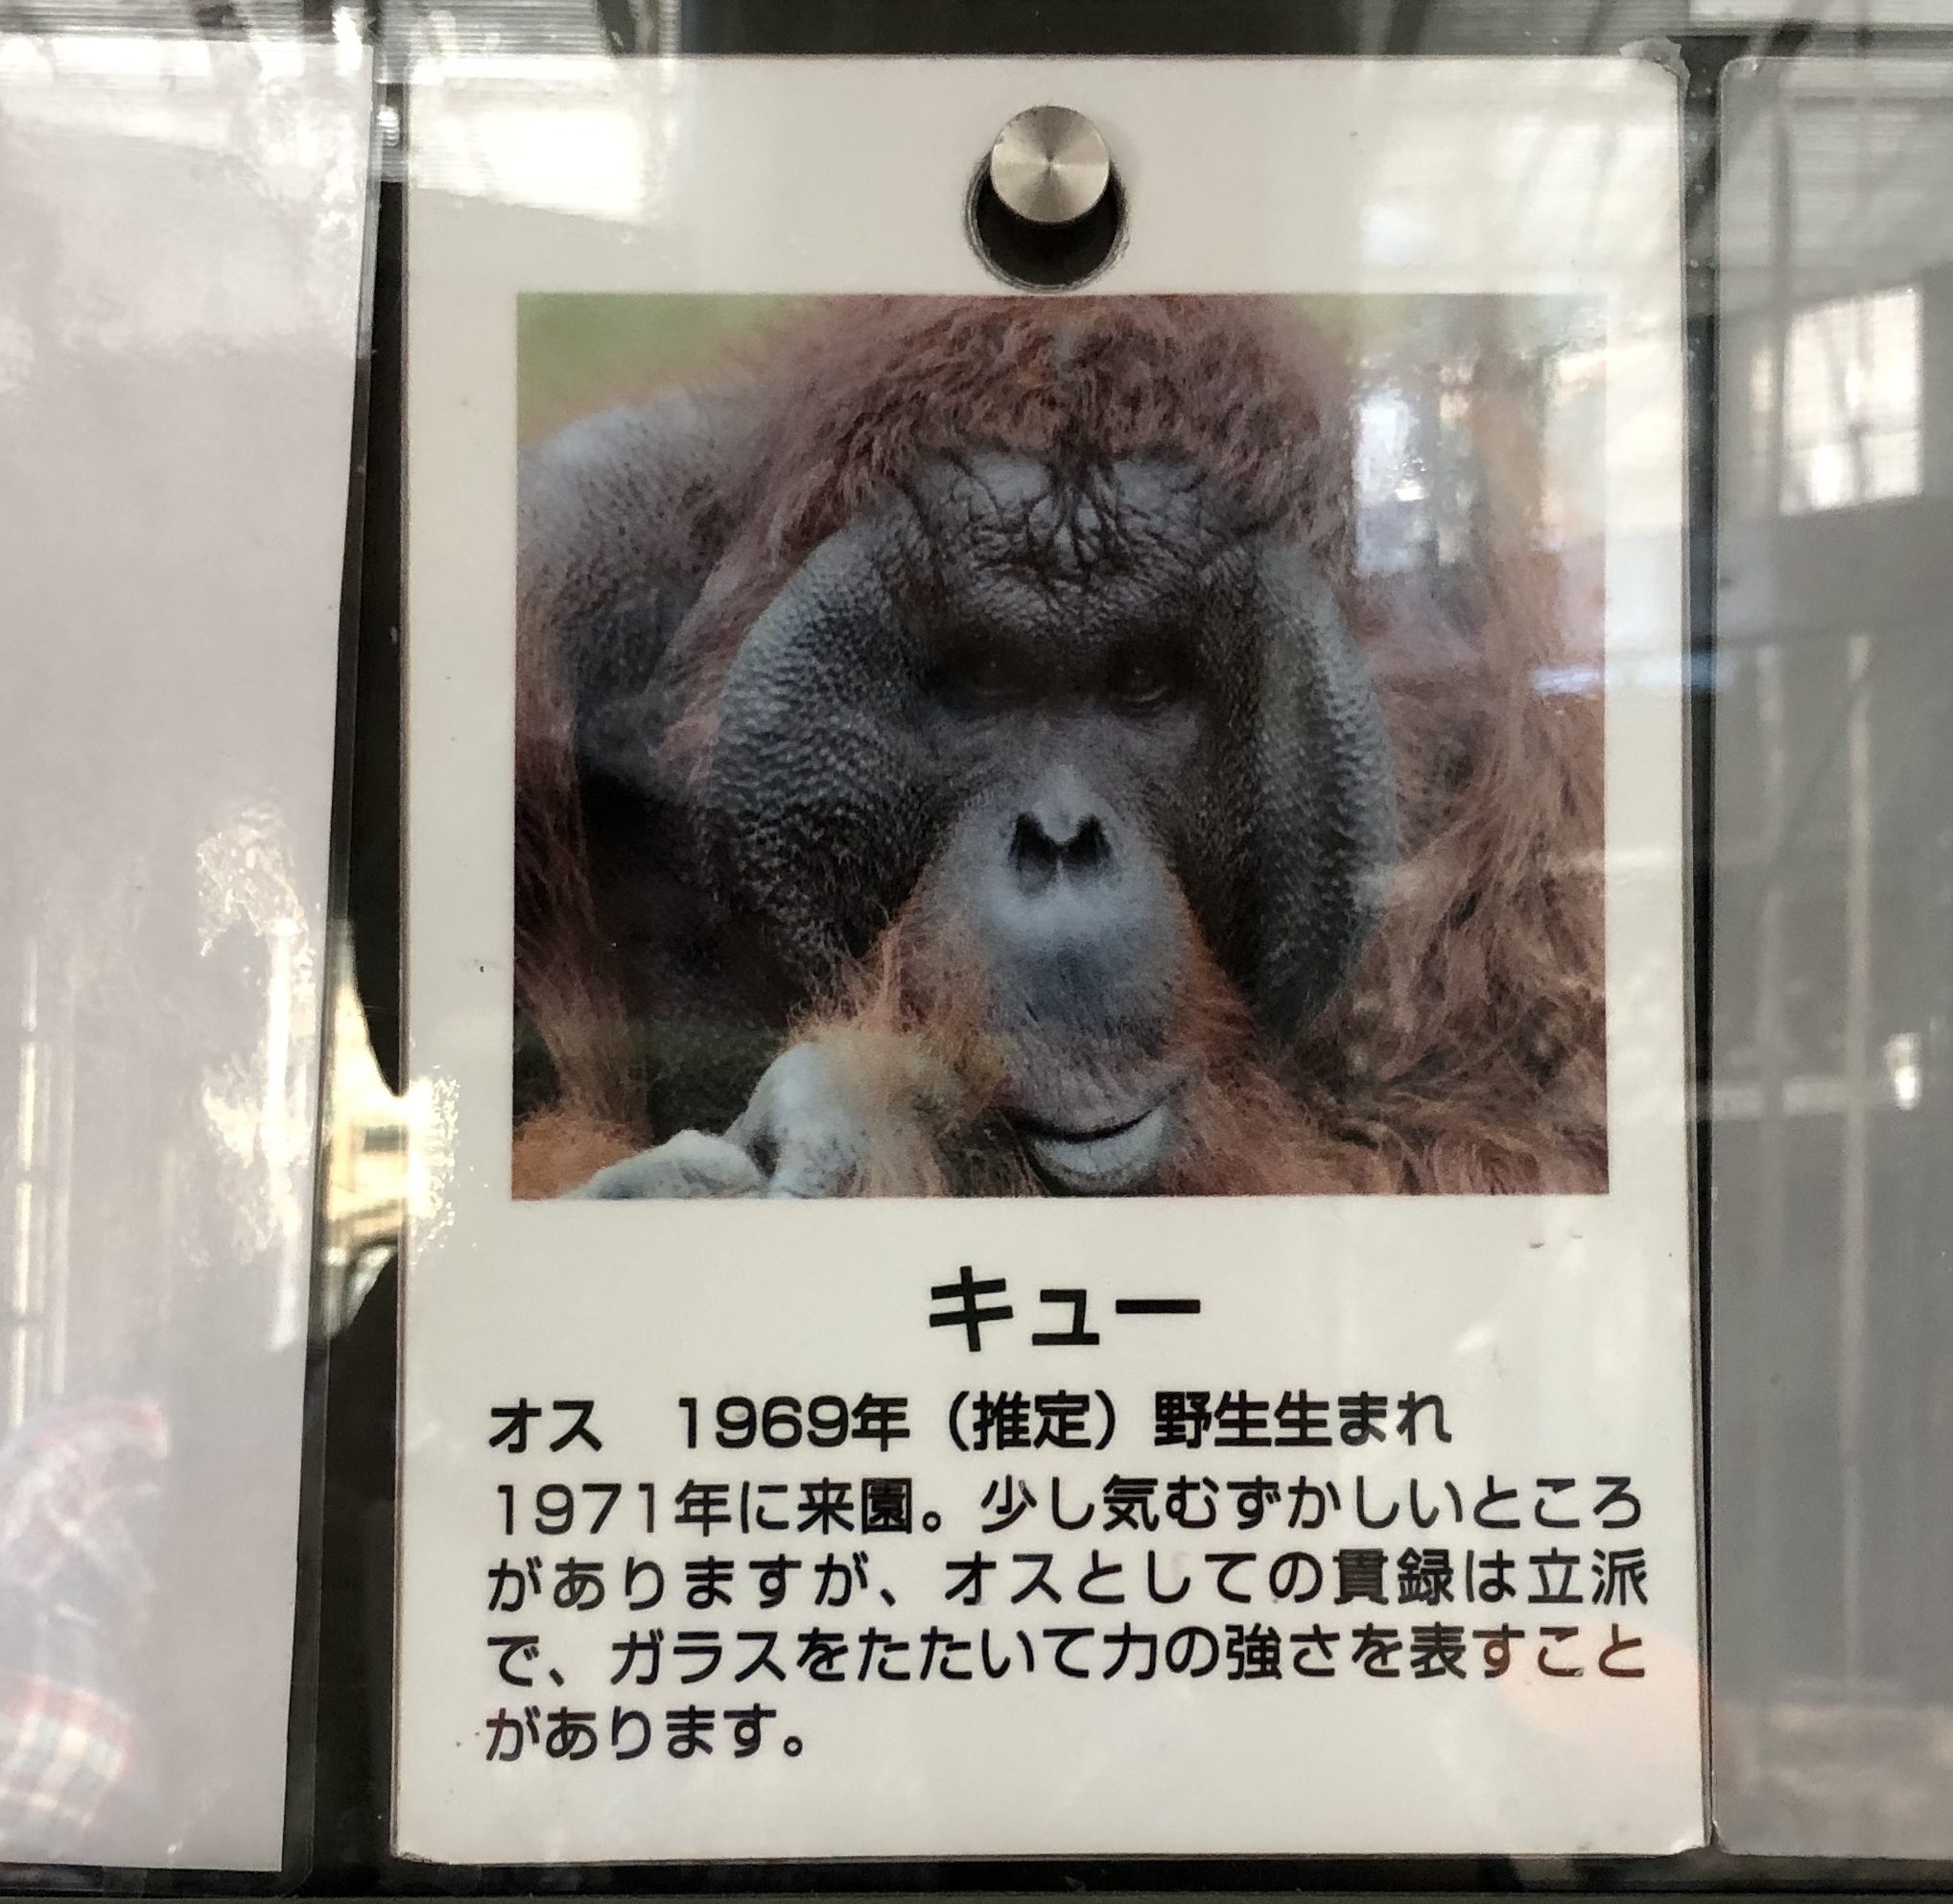 キュー
オス　1969年（推定）野生生まれ
1971年に来園。少し気むずかしいところ
がありますが、オスとしての貫録は立派
で、ガラスをたたいて力の強さを表すこと
があります。